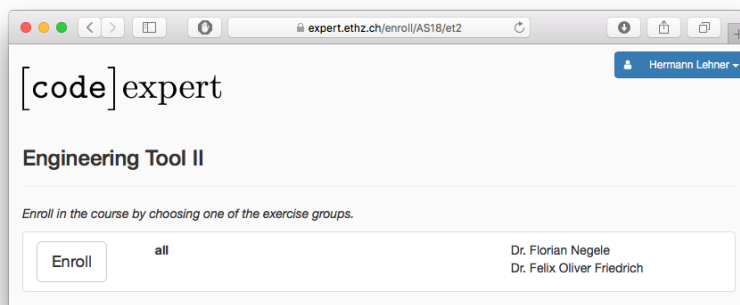 expert.ethz.ch/enroll/AS18/et2
Hermann Lehner
[code]expert
Engineering Tool II
Enroll in the course by choosing one of the exercise groups.
Enroll
all
Dr. Florian Negele
Dr. Felix Oliver Friedrich